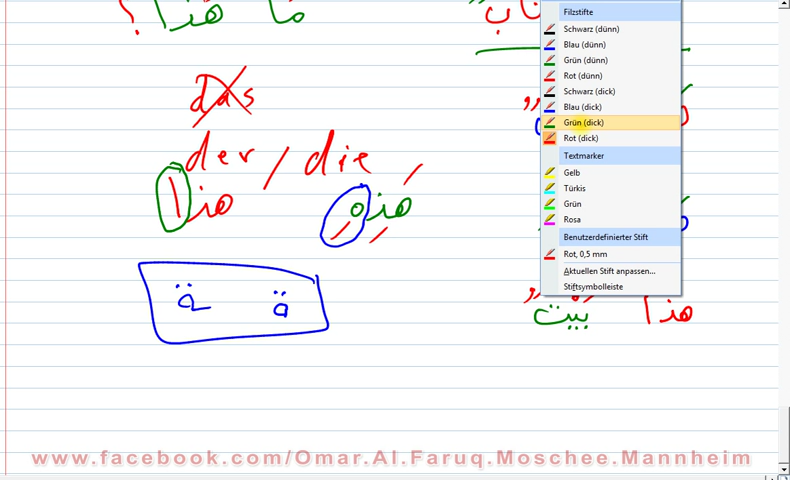 ما هذا ؟
das
der / die
هذا هذه
ـة ة
هذا بيت
Filzstifte
Schwarz (dünn)
Blau (dünn)
Grün (dünn)
Rot (dünn)
Schwarz (dick)
Blau (dick)
Grün (dick)
Rot (dick)
Textmarker
Gelb
Türkis
Grün
Rosa
Benutzerdefinierter Stift
Rot, 0,5 mm
Aktuellen Stift anpassen...
Stiftsymbolleiste
www.facebook.com/Omar.Al.Faruq.Moschee.Mannheim